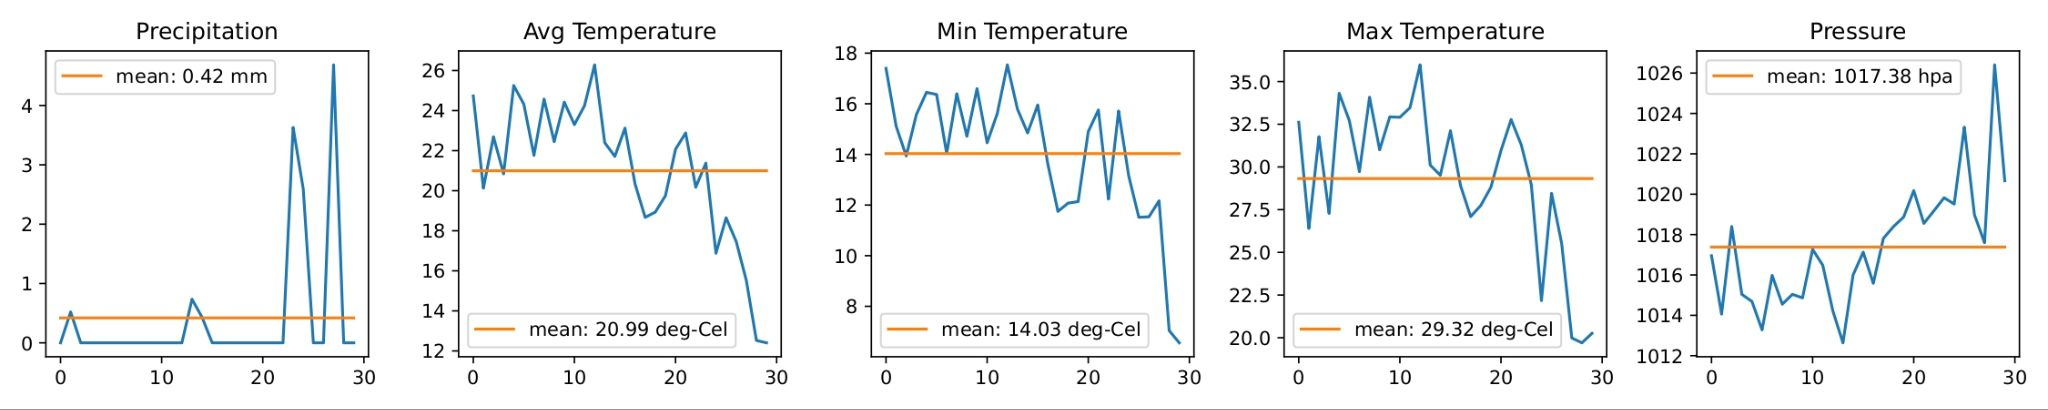 Precipitation
mean: 0.42 mm
4
3
2
1
0
0 10 20 30
Avg Temperature
26
24
22
20
18
16
14
12
mean: 20.99 deg-Cel
0 10 20 30
Min Temperature
18
16
14
12
10
8
mean: 14.03 deg-Cel
0 10 20 30
Max Temperature
35.0
32.5
30.0
27.5
25.0
22.5
20.0
mean: 29.32 deg-Cel
0 10 20 30
Pressure
mean: 1017.38 hpa
1026
1024
1022
1020
1018
1016
1014
1012
0 10 20 30